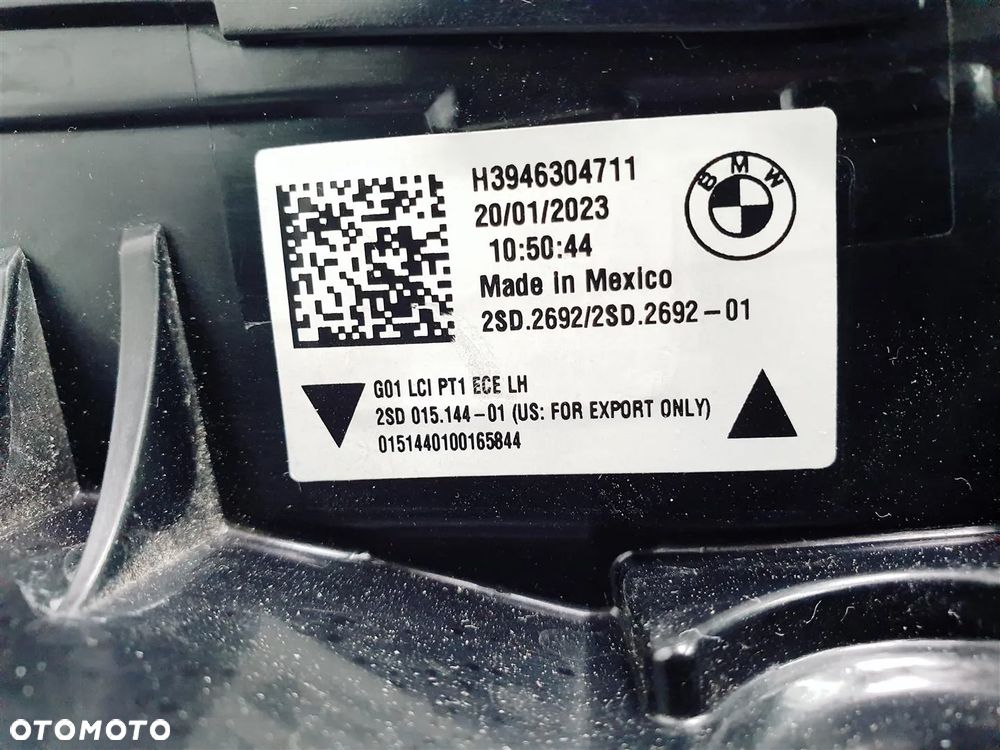 H3946304711
20/01/2023
10:50:44
Made in Mexico
2SD.2692/2SD.2692-01
BMW
G01 LCI PT1 ECE LH
2SD 015.144-01 (US: FOR EXPORT ONLY)
0151440100165844
OTOMOTO